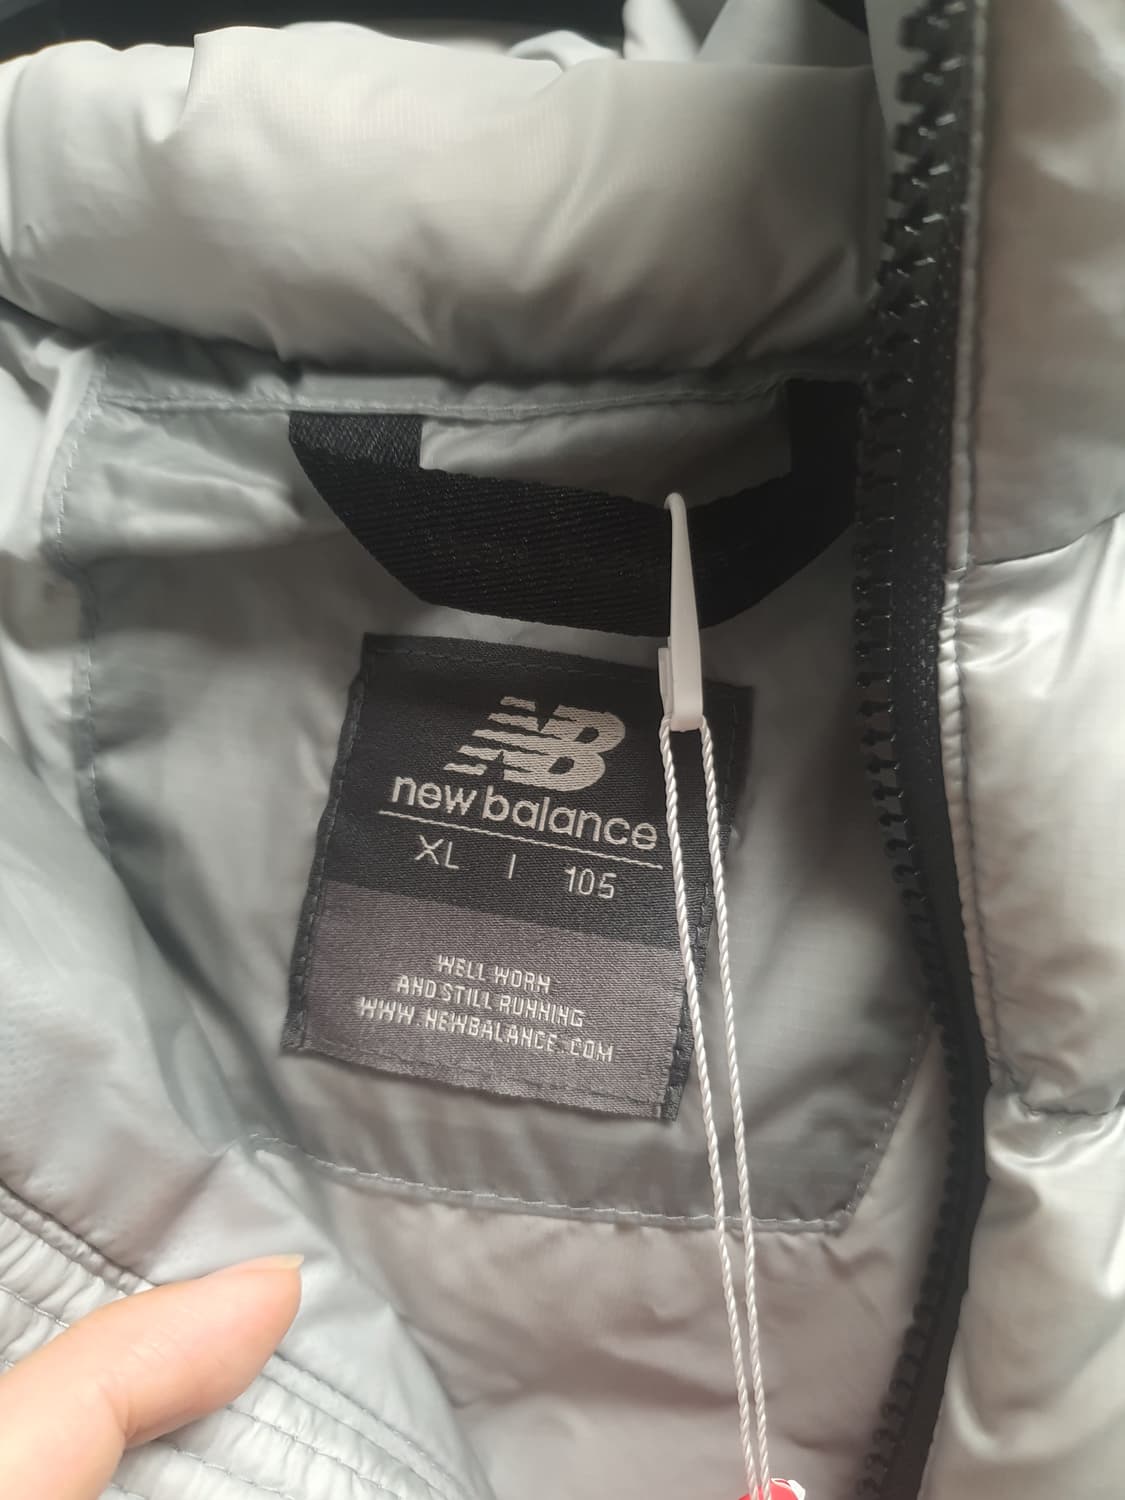 NB
new balance
XL | 105
WELL WORN
AND STILL RUNNING
WWW.NEWBALANCE.COM